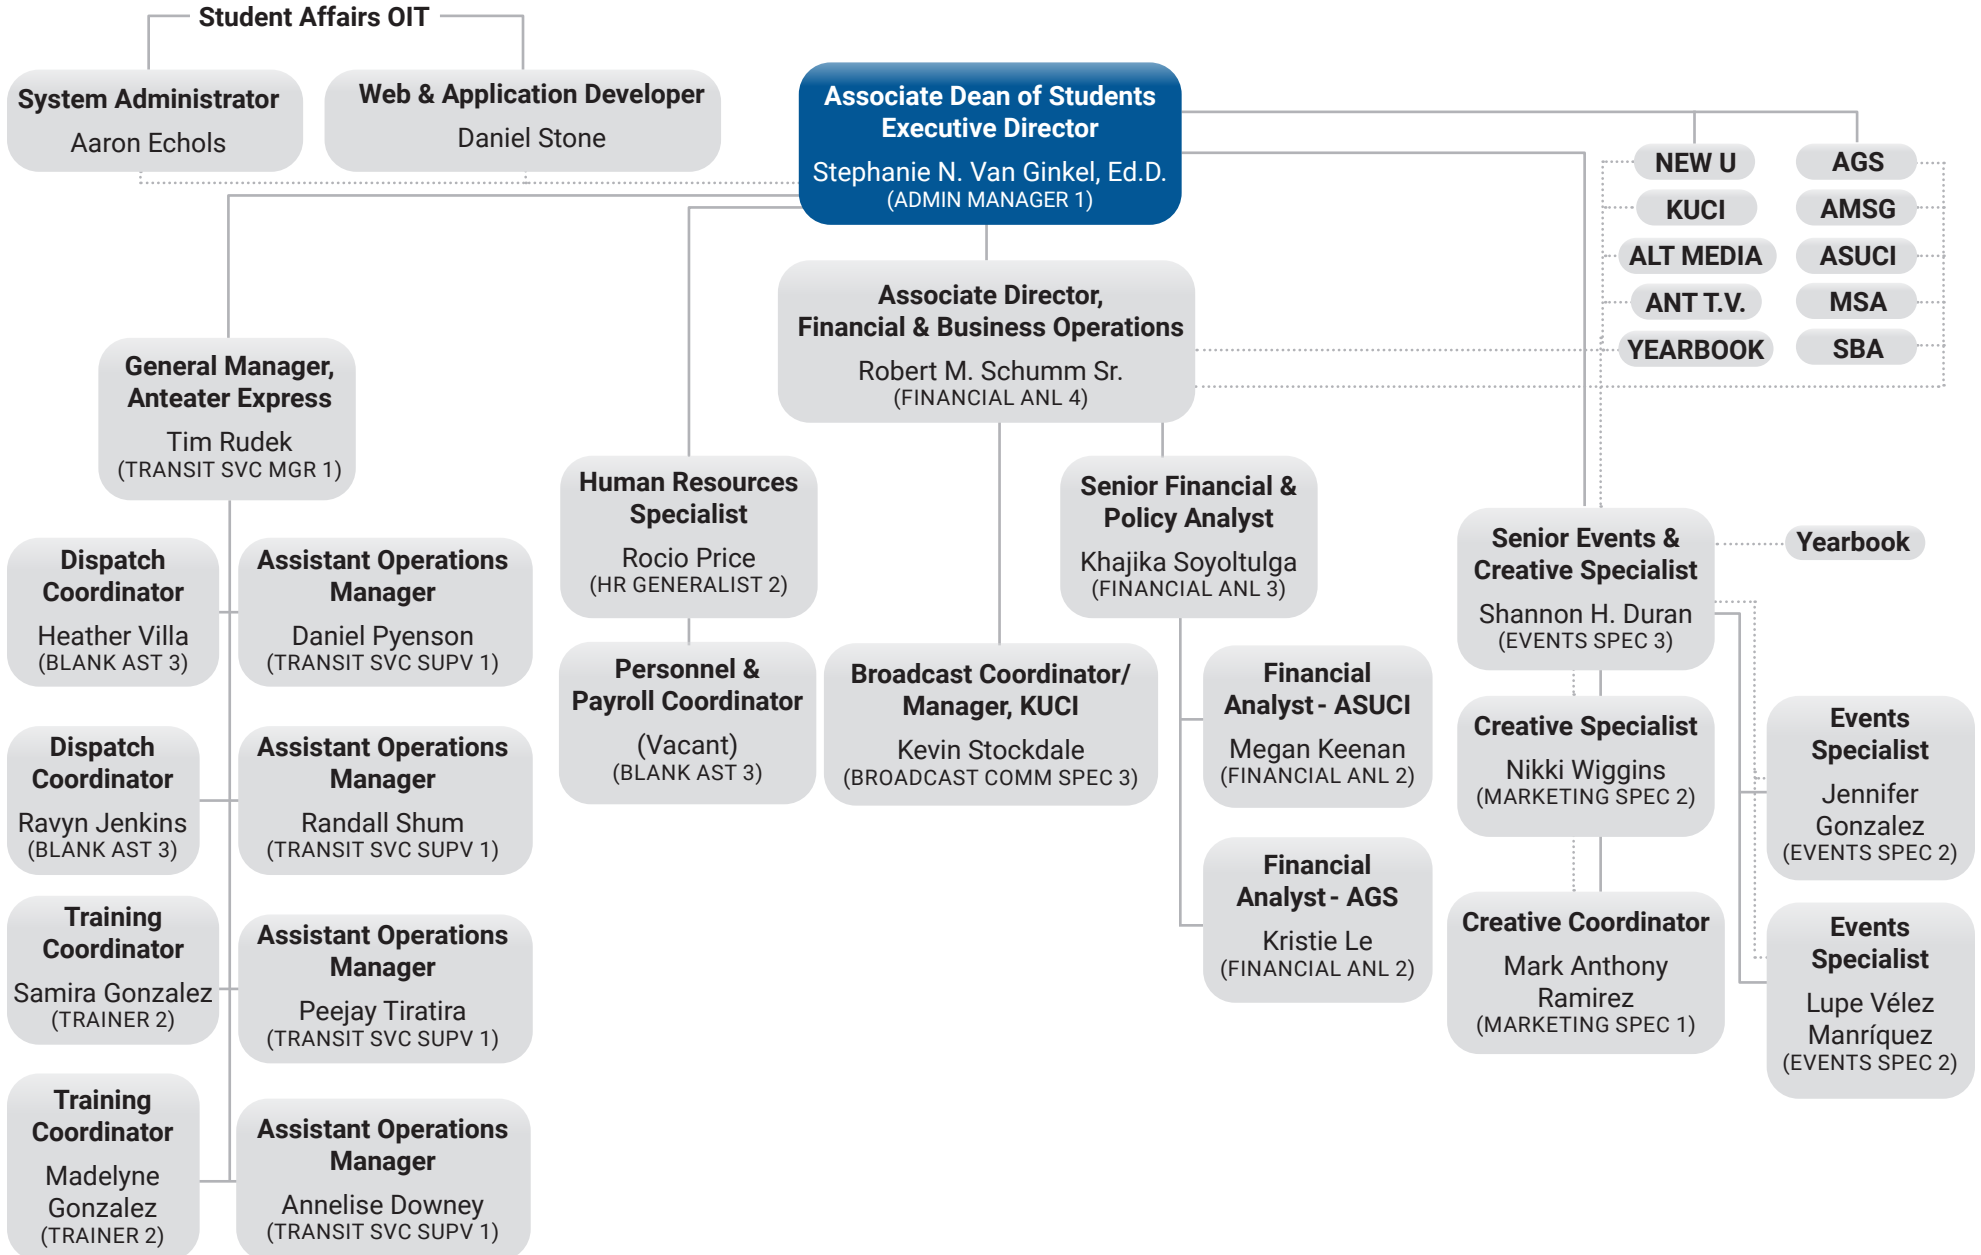 Student Affairs OIT
System Administrator
Aaron Echols
Web & Application Developer
Daniel Stone
Associate Dean of Students
Executive Director
Stephanie N. Van Ginkel, Ed.D.
(ADMIN MANAGER 1)
NEW U
KUCI
ALT MEDIA
ANT T.V.
YEARBOOK
AGS
AMSG
ASUCI
MSA
SBA
Associate Director,
Financial & Business Operations
Robert M. Schumm Sr.
(FINANCIAL ANL 4)
General Manager,
Anteater Express
Tim Rudek
(TRANSIT SVC MGR 1)
Dispatch
Coordinator
Heather Villa
(BLANK AST 3)
Assistant Operations
Manager
Daniel Pyenson
(TRANSIT SVC SUPV 1)
Dispatch
Coordinator
Ravyn Jenkins
(BLANK AST 3)
Assistant Operations
Manager
Randall Shum
(TRANSIT SVC SUPV 1)
Training
Coordinator
Samira Gonzalez
(TRAINER 2)
Assistant Operations
Manager
Peejay Tiratira
(TRANSIT SVC SUPV 1)
Training
Coordinator
Madelyne
Gonzalez
(TRAINER 2)
Assistant Operations
Manager
Annelise Downey
(TRANSIT SVC SUPV 1)
Human Resources
Specialist
Rocio Price
(HR GENERALIST 2)
Personnel &
Payroll Coordinator
(Vacant)
(BLANK AST 3)
Broadcast Coordinator/
Manager, KUCI
Kevin Stockdale
(BROADCAST COMM SPEC 3)
Senior Financial &
Policy Analyst
Khajika Soyoltulga
(FINANCIAL ANL 3)
Financial
Analyst - ASUCI
Megan Keenan
(FINANCIAL ANL 2)
Financial
Analyst - AGS
Kristie Le
(FINANCIAL ANL 2)
Senior Events &
Creative Specialist
Shannon H. Duran
(EVENTS SPEC 3)
Yearbook
Creative Specialist
Nikki Wiggins
(MARKETING SPEC 2)
Creative Coordinator
Mark Anthony
Ramirez
(MARKETING SPEC 1)
Events
Specialist
Jennifer
Gonzalez
(EVENTS SPEC 2)
Events
Specialist
Lupe Vélez
Manríquez
(EVENTS SPEC 2)